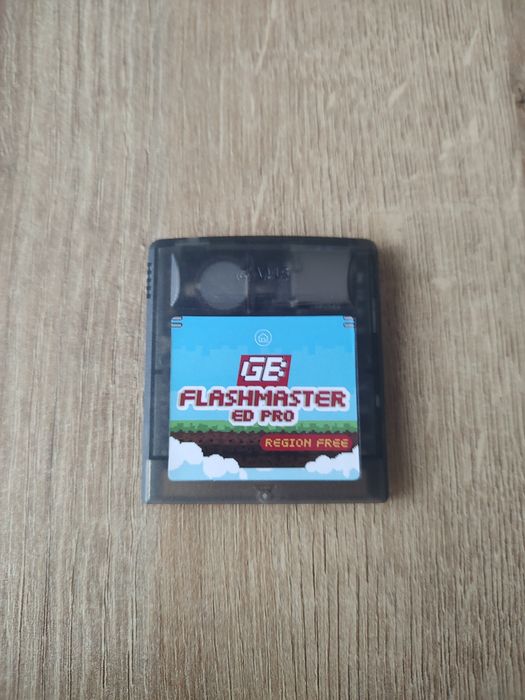 GB
FLASHMASTER
ED PRO
REGION FREE